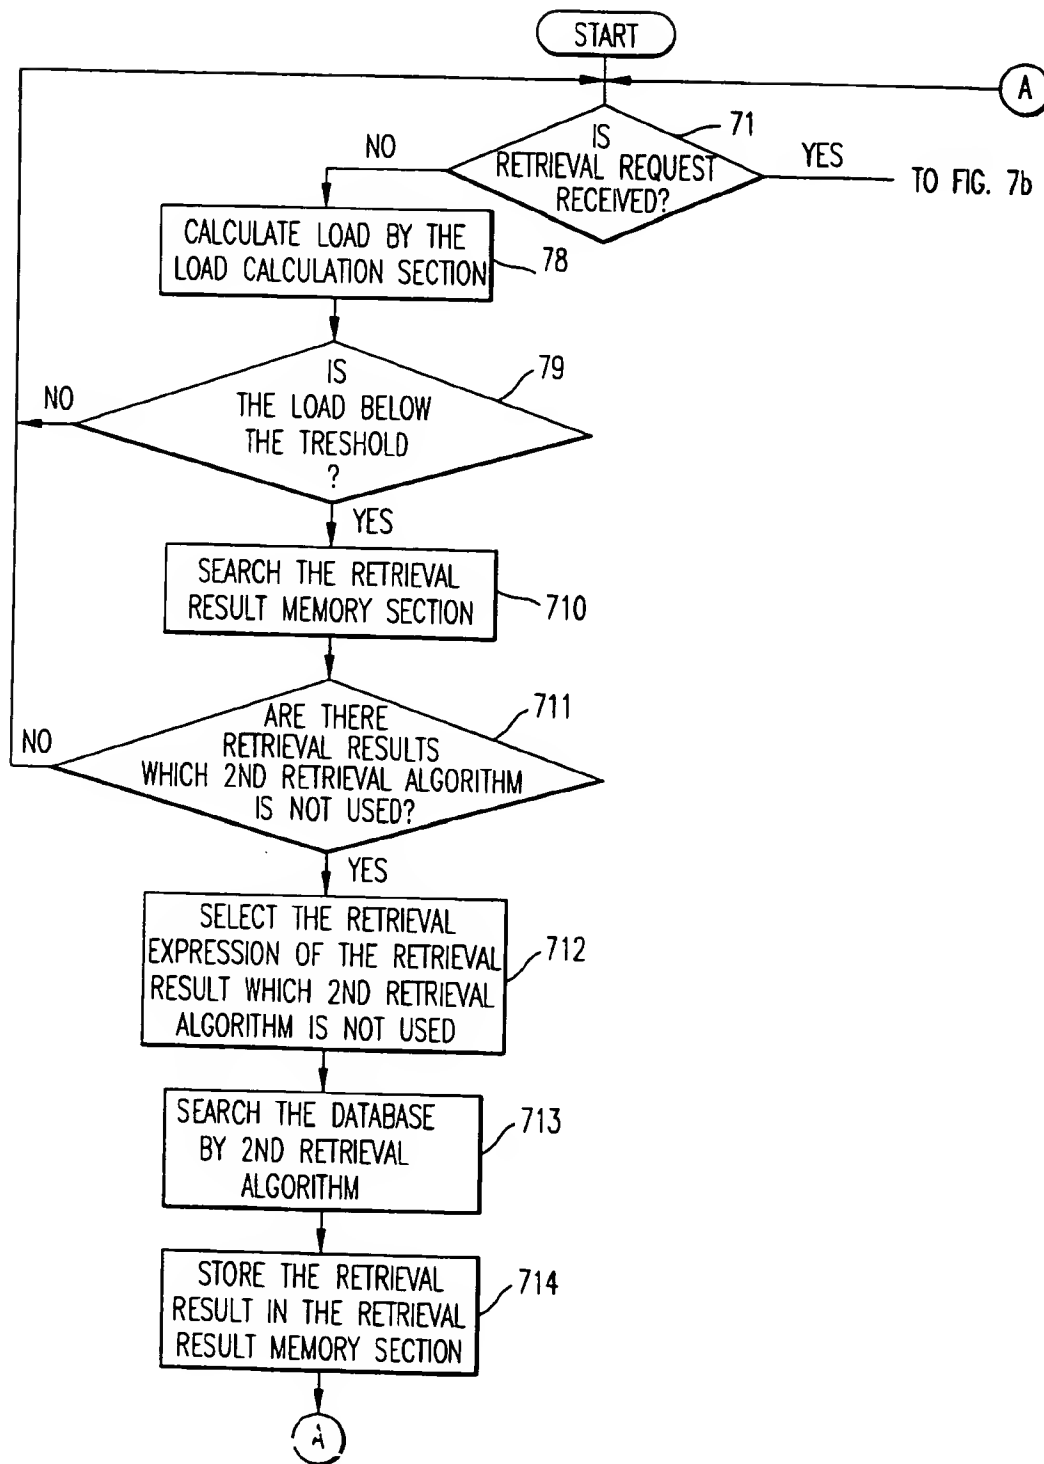 START
A
71
IS
RETRIEVAL REQUEST
RECEIVED?
NO
YES
TO FIG. 7b
CALCULATE LOAD BY THE
LOAD CALCULATION SECTION
78
IS
THE LOAD BELOW
THE TRESHOLD
?
79
NO
YES
SEARCH THE RETRIEVAL
RESULT MEMORY SECTION
710
ARE THERE
RETRIEVAL RESULTS
WHICH 2ND RETRIEVAL ALGORITHM
IS NOT USED?
711
NO
YES
SELECT THE RETRIEVAL
EXPRESSION OF THE RETRIEVAL
RESULT WHICH 2ND RETRIEVAL
ALGORITHM IS NOT USED
712
SEARCH THE DATABASE
BY 2ND RETRIEVAL
ALGORITHM
713
STORE THE RETRIEVAL
RESULT IN THE RETRIEVAL
RESULT MEMORY SECTION
714
A